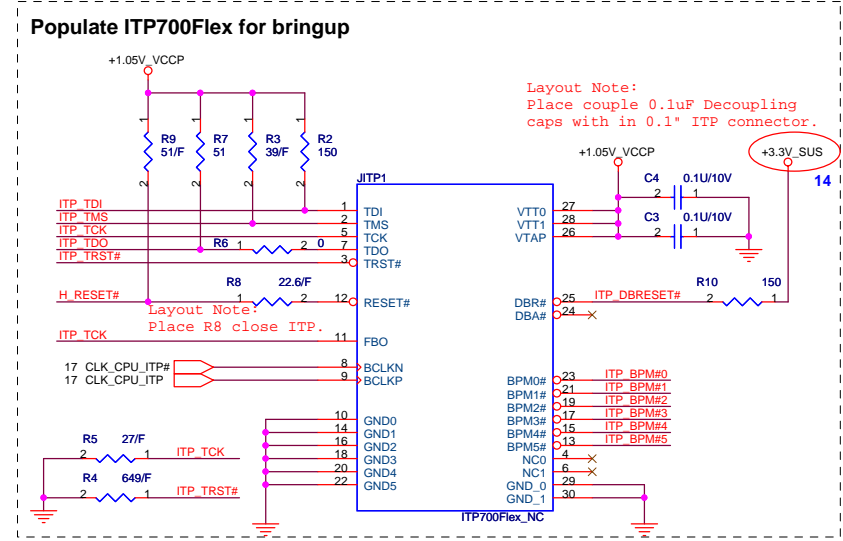 Populate ITP700Flex for bringup
+1.05V_VCCP
Layout Note:
Place couple 0.1uF Decoupling
caps with in 0.1" ITP connector.
1 1 1 1
R9 R7 R3 R2
51/F 51 39/F 150
2 2 2 2
+1.05V_VCCP
+3.3V_SUS
14
C4 0.1U/10V
2 1
C3 0.1U/10V
2 1
JITP1
ITP_TDI 1 TDI
ITP_TMS 2 TMS
ITP_TCK 5 TCK
ITP_TDO R6 1 2 0 7 TDO
ITP_TRST# 3 TRST#
H_RESET# R8 22.6/F 1 2 12 RESET#
Layout Note:
Place R8 close ITP.
ITP_TCK 11 FBO
17 CLK_CPU_ITP# 8 BCLKN
17 CLK_CPU_ITP 9 BCLKP
10 GND0
14 GND1
16 GND2
18 GND3
20 GND4
22 GND5
VTT0 27
VTT1 28
VTAP 26
R10 150
DBR# 25 ITP_DBRESET# 2 1
DBA# 24
BPM0# 23 ITP_BPM#0
BPM1# 21 ITP_BPM#1
BPM2# 19 ITP_BPM#2
BPM3# 17 ITP_BPM#3
BPM4# 15 ITP_BPM#4
BPM5# 13 ITP_BPM#5
NC0 4
NC1 6
GND_0 29
GND_1 30
R5 27/F
2 1 ITP_TCK
R4 649/F
2 1 ITP_TRST#
ITP700Flex_NC